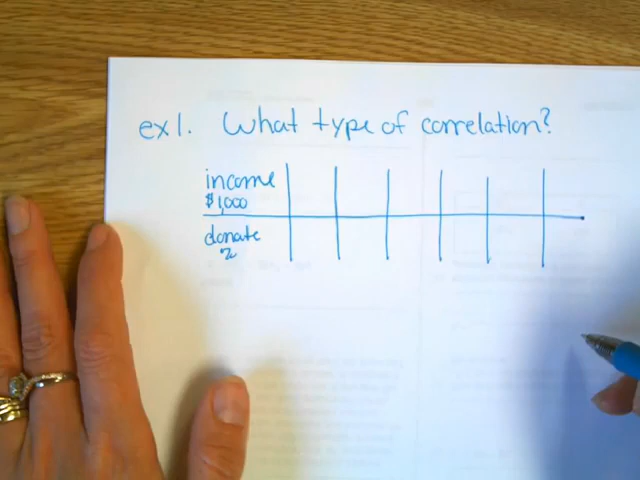 ex1. What type of correlation?
income
$1,000
donate
%